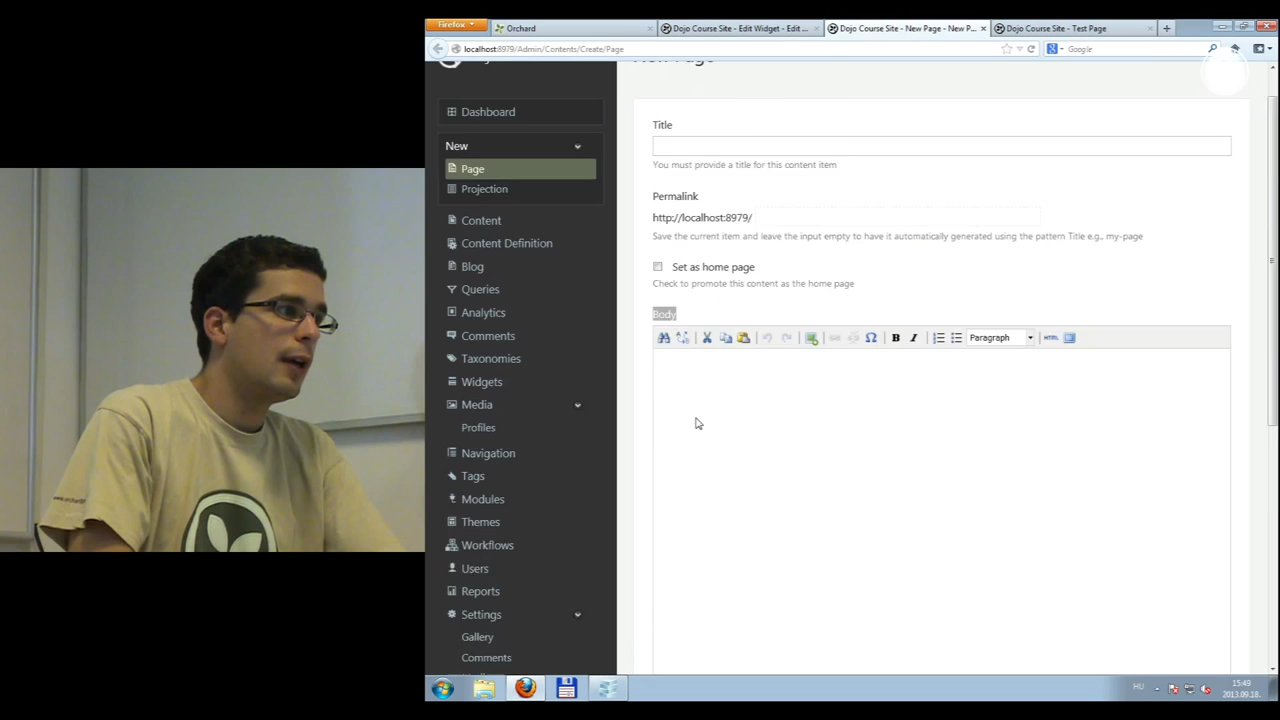 Firefox
Orchard
Dojo Course Site - Edit Widget - Edit ...
Dojo Course Site - New Page - New P...
Dojo Course Site - Test Page
localhost:8979/Admin/Contents/Create/Page
Google
Dashboard
New
Page
Projection
Content
Content Definition
Blog
Queries
Analytics
Comments
Taxonomies
Widgets
Media
Profiles
Navigation
Tags
Modules
Themes
Workflows
Users
Reports
Settings
Gallery
Comments
New Page
Title
You must provide a title for this content item
Permalink
http://localhost:8979/
Save the current item and leave the input empty to have it automatically generated using the pattern Title e.g., my-page
Set as home page
Check to promote this content as the home page
Body
B I Paragraph HTML
HU
15:49
2013.09.18.